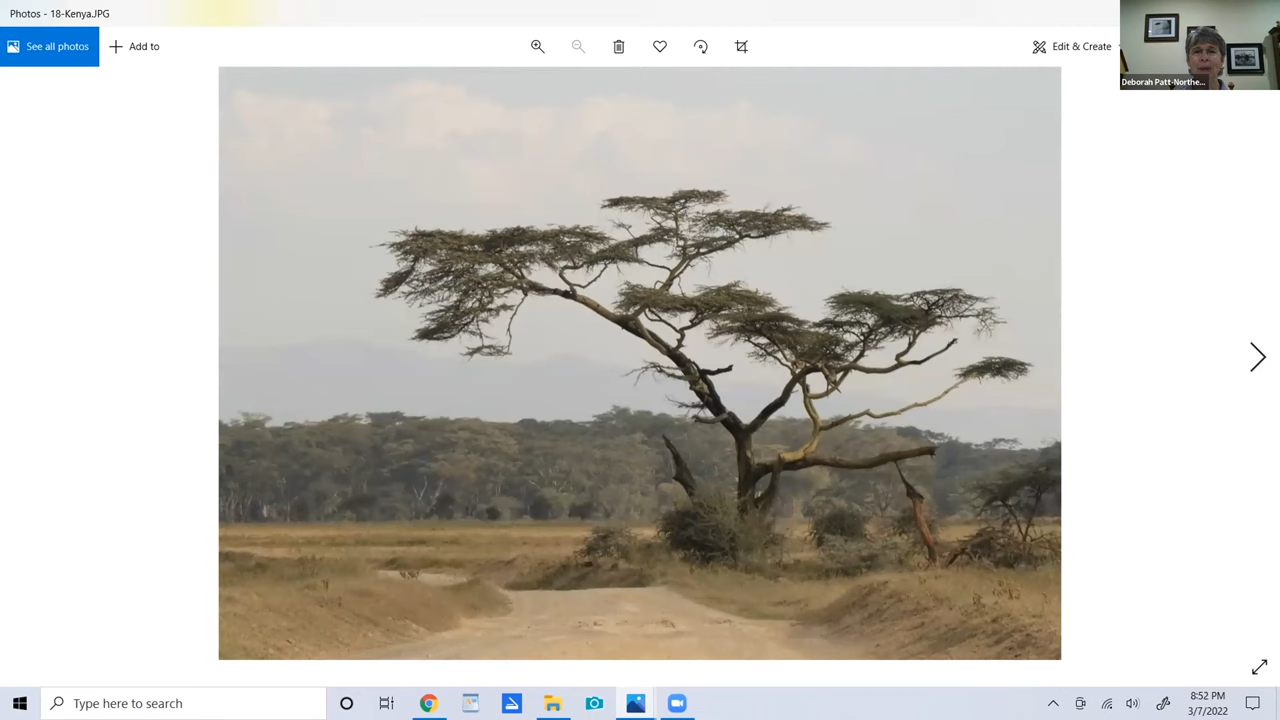 Photos - 18-Kenya.JPG
See all photos
Add to
Edit & Create
Deborah Patt-Northe...
Type here to search
8:52 PM
3/7/2022